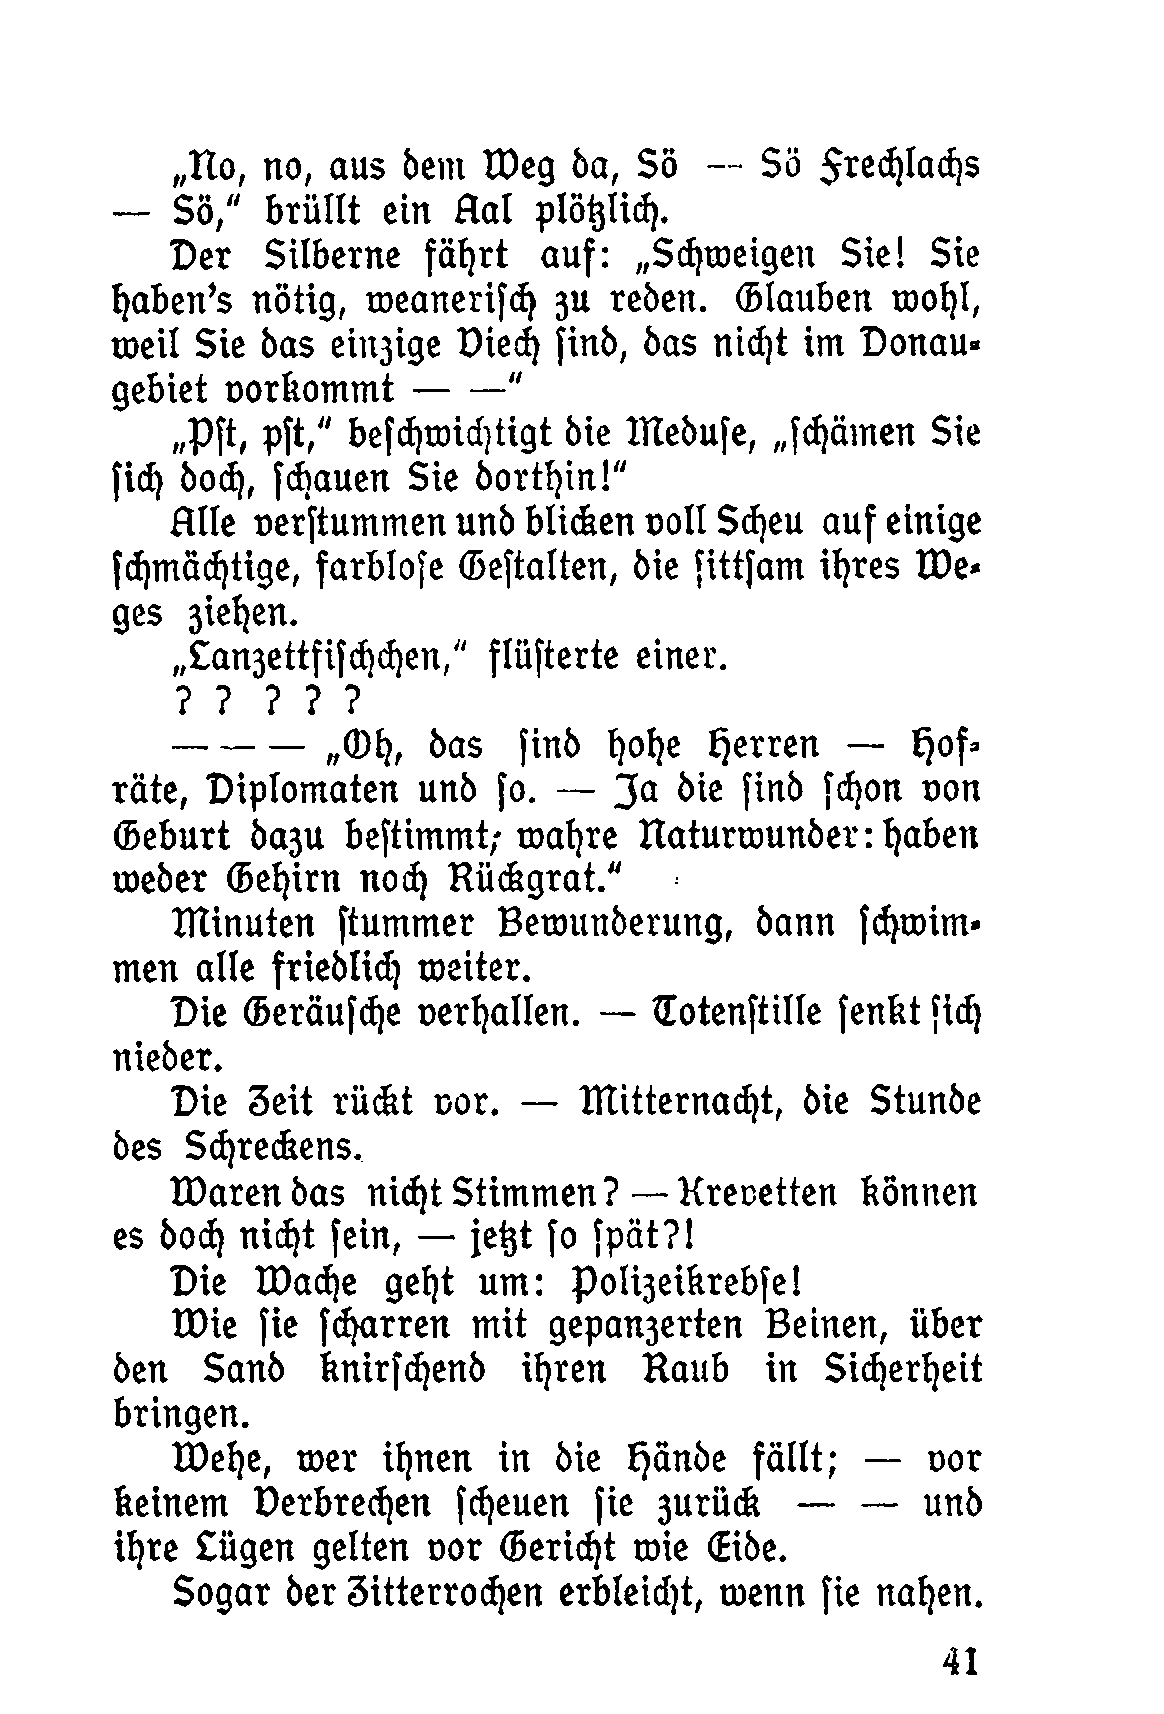 „No, no, aus dem Weg da, Sö — Sö Frechlachs
— Sö,“ brüllt ein Aal plötzlich.
Der Silberne fährt auf: „Schweigen Sie! Sie
haben's nötig, weanerisch zu reden. Glauben wohl,
weil Sie das einzige Viech sind, das nicht im Donau-
gebiet vorkommt — —“
„Pst, pst,“ beschwichtigt die Meduse, „schämen Sie
sich doch, schauen Sie dorthin!“
Alle verstummen und blicken voll Scheu auf einige
schmächtige, farblose Gestalten, die sittsam ihres We-
ges ziehen.
„Lanzettfischchen,“ flüsterte einer.
? ? ? ? ?
— — — „Oh, das sind hohe Herren — Hof-
räte, Diplomaten und so. — Ja die sind schon von
Geburt dazu bestimmt; wahre Naturwunder: haben
weder Gehirn noch Rückgrat.“
Minuten stummer Bewunderung, dann schwim-
men alle friedlich weiter.
Die Geräusche verhallen. — Totenstille senkt sich
nieder.
Die Zeit rückt vor. — Mitternacht, die Stunde
des Schreckens.
Waren das nicht Stimmen? — Krevetten können
es doch nicht sein, — jetzt so spät?!
Die Wache geht um: Polizeikrebse!
Wie sie scharren mit gepanzerten Beinen, über
den Sand knirschend ihren Raub in Sicherheit
bringen.
Wehe, wer ihnen in die Hände fällt; — vor
keinem Verbrechen scheuen sie zurück — — und
ihre Lügen gelten vor Gericht wie Eide.
Sogar der Zitterrochen erbleicht, wenn sie nahen.
41